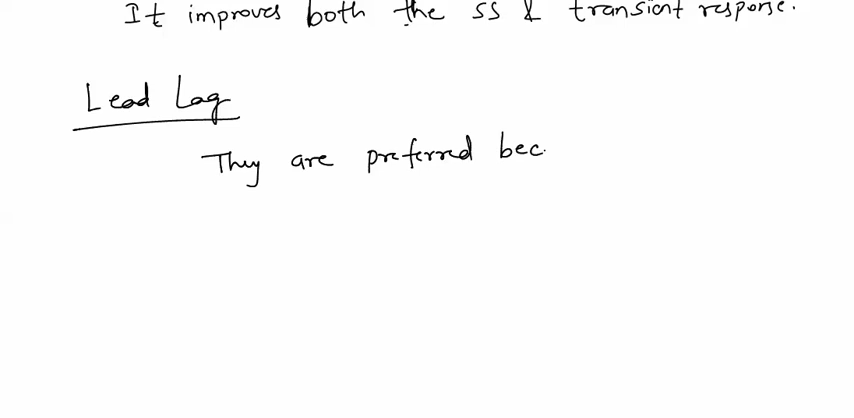 It improves both the SS & transient response.
Lead Lag
They are preferred bec